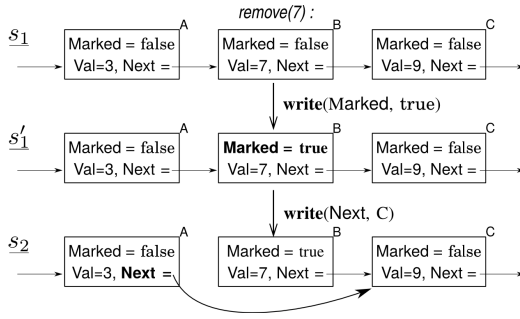 remove(7) :
s₁
A
B
C
Marked = false
Val=3, Next =
Marked = false
Val=7, Next =
Marked = false
Val=9, Next =
write(Marked, true)
s′₁
A
B
C
Marked = false
Val=3, Next =
Marked = true
Val=7, Next =
Marked = false
Val=9, Next =
write(Next, C)
s₂
A
B
C
Marked = false
Val=3, Next =
Marked = true
Val=7, Next =
Marked = false
Val=9, Next =